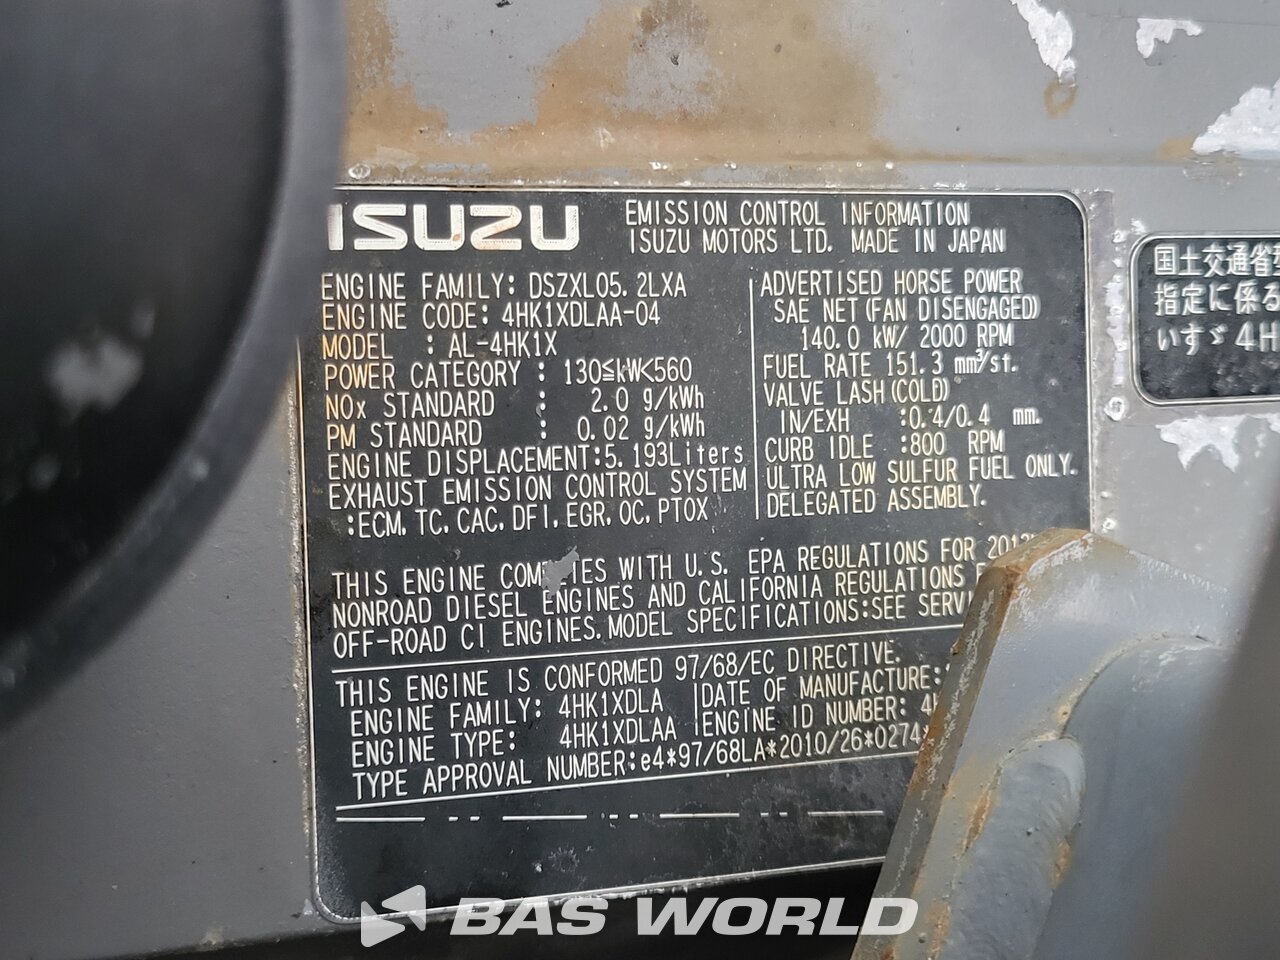 ISUZU
EMISSION CONTROL INFORMATION
ISUZU MOTORS LTD. MADE IN JAPAN
ENGINE FAMILY: DSZXL05.2LXA
ENGINE CODE: 4HK1XDLAA-04
MODEL : AL-4HK1X
POWER CATEGORY : 130≦kW<560
NOx STANDARD : 2.0 g/kWh
PM STANDARD : 0.02 g/kWh
ENGINE DISPLACEMENT:5.193Liters
EXHAUST EMISSION CONTROL SYSTEM
:ECM, TC, CAC, DFI, EGR, OC, PTOX
ADVERTISED HORSE POWER
SAE NET (FAN DISENGAGED)
140.0 kW/ 2000 RPM
FUEL RATE 151.3 mm³/st.
VALVE LASH (COLD)
IN/EXH :0.4/0.4 mm.
CURB IDLE :800 RPM
ULTRA LOW SULFUR FUEL ONLY.
DELEGATED ASSEMBLY.
THIS ENGINE COMPLIES WITH U.S. EPA REGULATIONS FOR 2013
NONROAD DIESEL ENGINES AND CALIFORNIA REGULATIONS
OFF-ROAD CI ENGINES. MODEL SPECIFICATIONS:SEE SERVI
THIS ENGINE IS CONFORMED 97/68/EC DIRECTIVE.
ENGINE FAMILY: 4HK1XDLA
DATE OF MANUFACTURE:
ENGINE TYPE: 4HK1XDLAA
ENGINE ID NUMBER: 4H
TYPE APPROVAL NUMBER:e4*97/68LA*2010/26*0274*
国土交通省型
指定に係る
いすゞ 4H
BAS WORLD